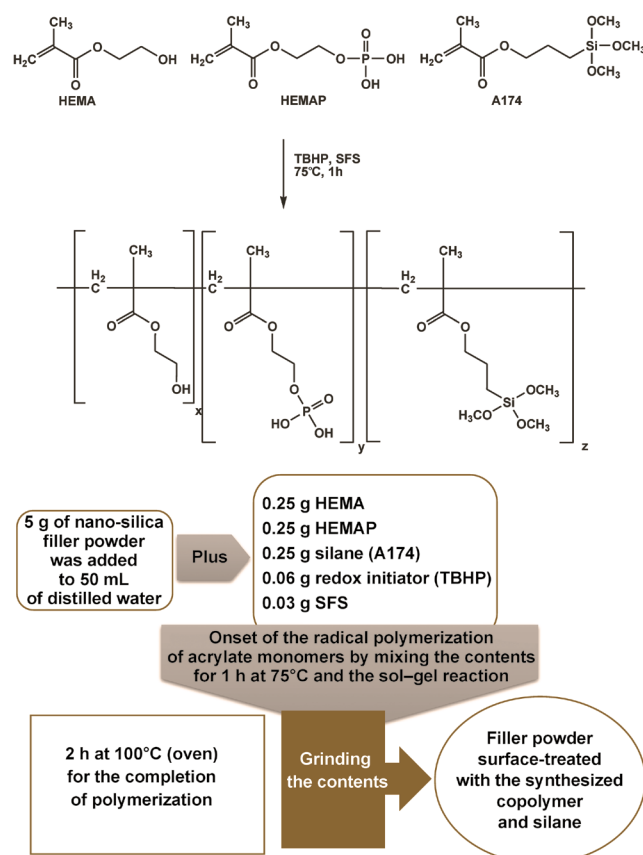 CH₃
H₂C
O
O
OH
HEMA
CH₃
H₂C
O
O
O
P
O
OH
OH
HEMAP
CH₃
H₂C
O
O
OCH₃
Si
OCH₃
OCH₃
A174
TBHP, SFS
75°C, 1h
H₂
C
CH₃
O
O
OH
x
H₂
C
CH₃
O
O
O
P
O
HO
OH
y
H₂
C
CH₃
O
O
Si
OCH₃
H₃CO
OCH₃
z
5 g of nano-silica
filler powder
was added
to 50 mL
of distilled water
Plus
0.25 g HEMA
0.25 g HEMAP
0.25 g silane (A174)
0.06 g redox initiator (TBHP)
0.03 g SFS
Onset of the radical polymerization
of acrylate monomers by mixing the contents
for 1 h at 75°C and the sol–gel reaction
2 h at 100°C (oven)
for the completion
of polymerization
Grinding
the contents
Filler powder
surface-treated
with the synthesized
copolymer
and silane